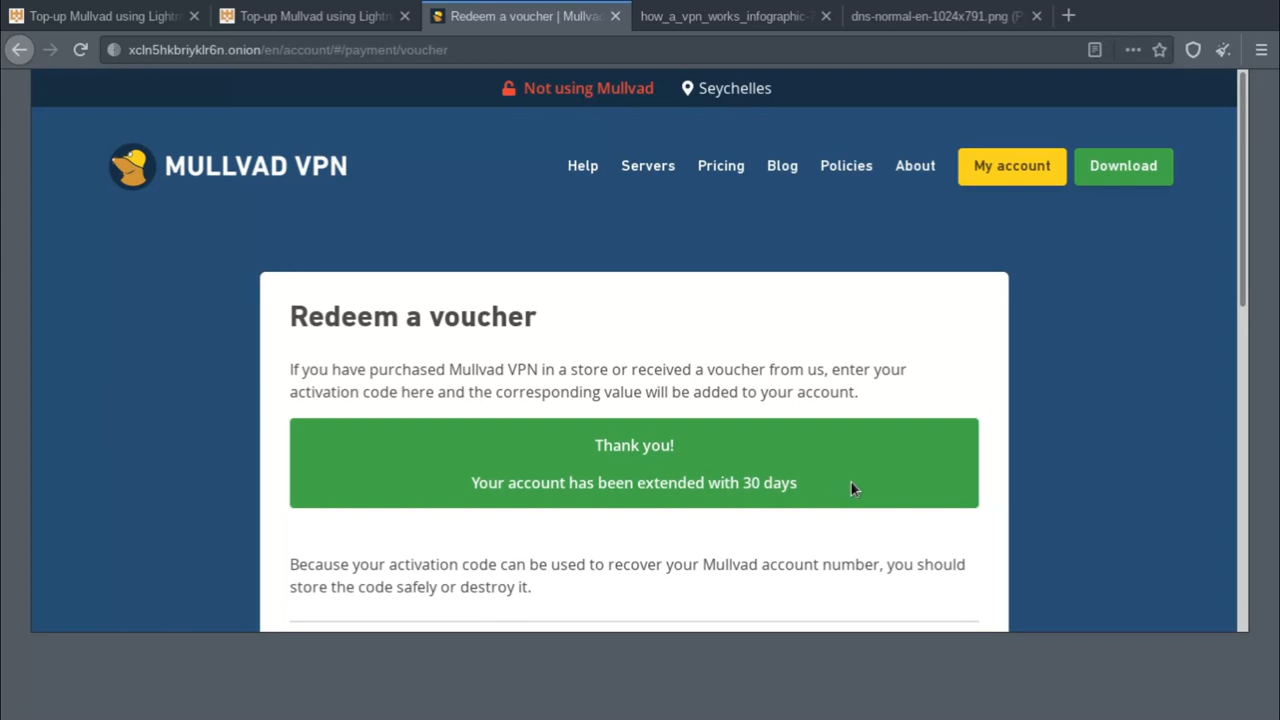 Top-up Mullvad using Lightn
Top-up Mullvad using Lightn
Redeem a voucher | Mullvad
how_a_vpn_works_infographic-
dns-normal-en-1024x791.png (P
xcln5hkbriyklr6n.onion/en/account/#/payment/voucher
Not using Mullvad
Seychelles
MULLVAD VPN
Help
Servers
Pricing
Blog
Policies
About
My account
Download
Redeem a voucher
If you have purchased Mullvad VPN in a store or received a voucher from us, enter your
activation code here and the corresponding value will be added to your account.
Thank you!
Your account has been extended with 30 days
Because your activation code can be used to recover your Mullvad account number, you should
store the code safely or destroy it.